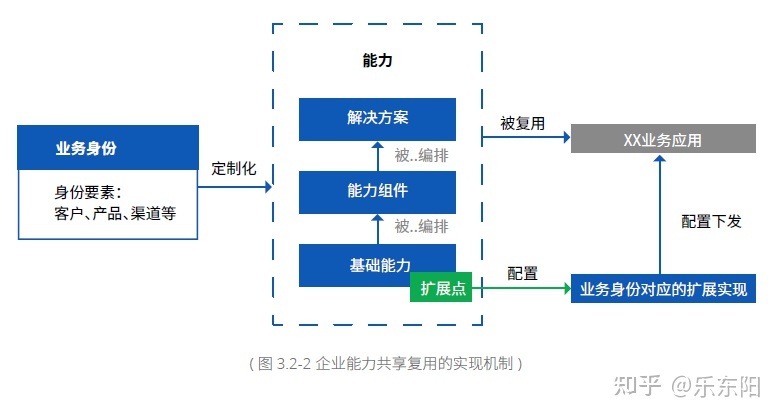 能力
解决方案
被复用
XX业务应用
业务身份
被..编排
定制化
身份要素：
客户、产品、渠道等
能力组件
配置下发
被..编排
基础能力
扩展点
配置
业务身份对应的扩展实现
( 图 3.2-2 企业能力共享复用的实现机制 )
知乎 @乐东阳